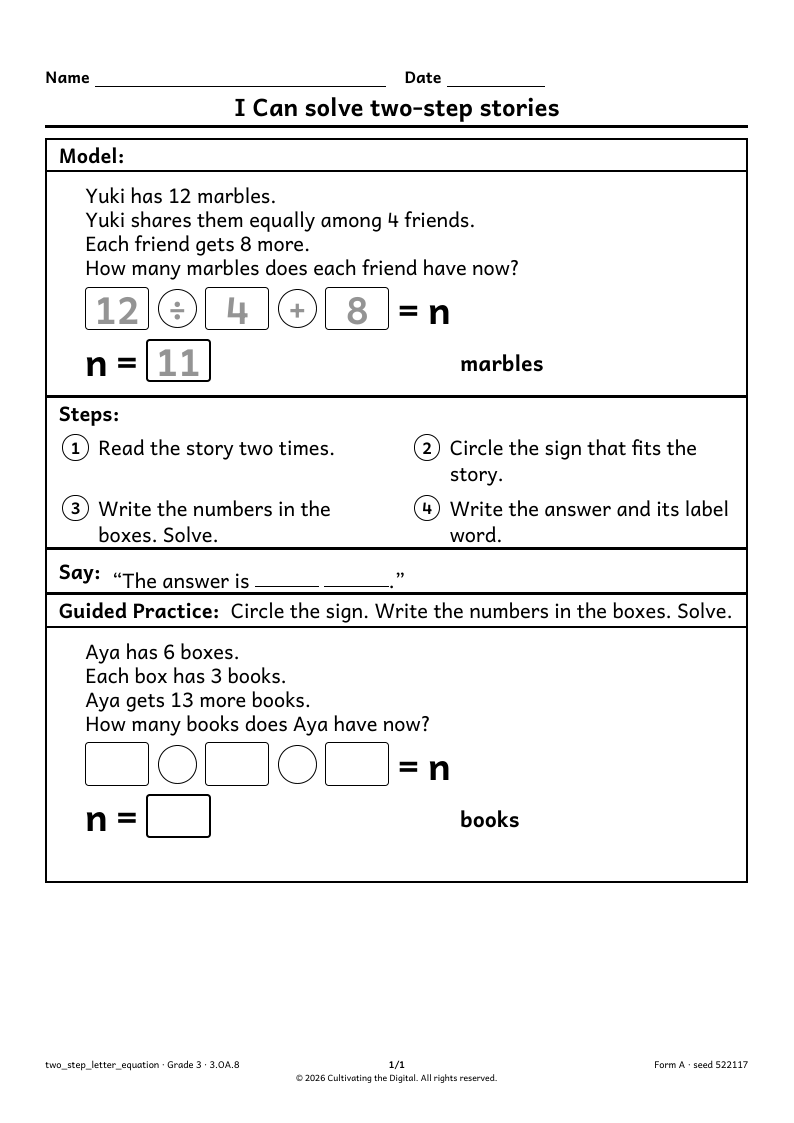 Name Date
I Can solve two-step stories
Model:
Yuki has 12 marbles.
Yuki shares them equally among 4 friends.
Each friend gets 8 more.
How many marbles does each friend have now?
12 ÷ 4 + 8 = n
n = 11 marbles
Steps:
1 Read the story two times.
2 Circle the sign that fits the
story.
3 Write the numbers in the
boxes. Solve.
4 Write the answer and its label
word.
Say: “The answer is ______ ______.”
Guided Practice: Circle the sign. Write the numbers in the boxes. Solve.
Aya has 6 boxes.
Each box has 3 books.
Aya gets 13 more books.
How many books does Aya have now?
= n
n = books
two_step_letter_equation · Grade 3 · 3.OA.8 1/1 Form A · seed 522117
© 2026 Cultivating the Digital. All rights reserved.